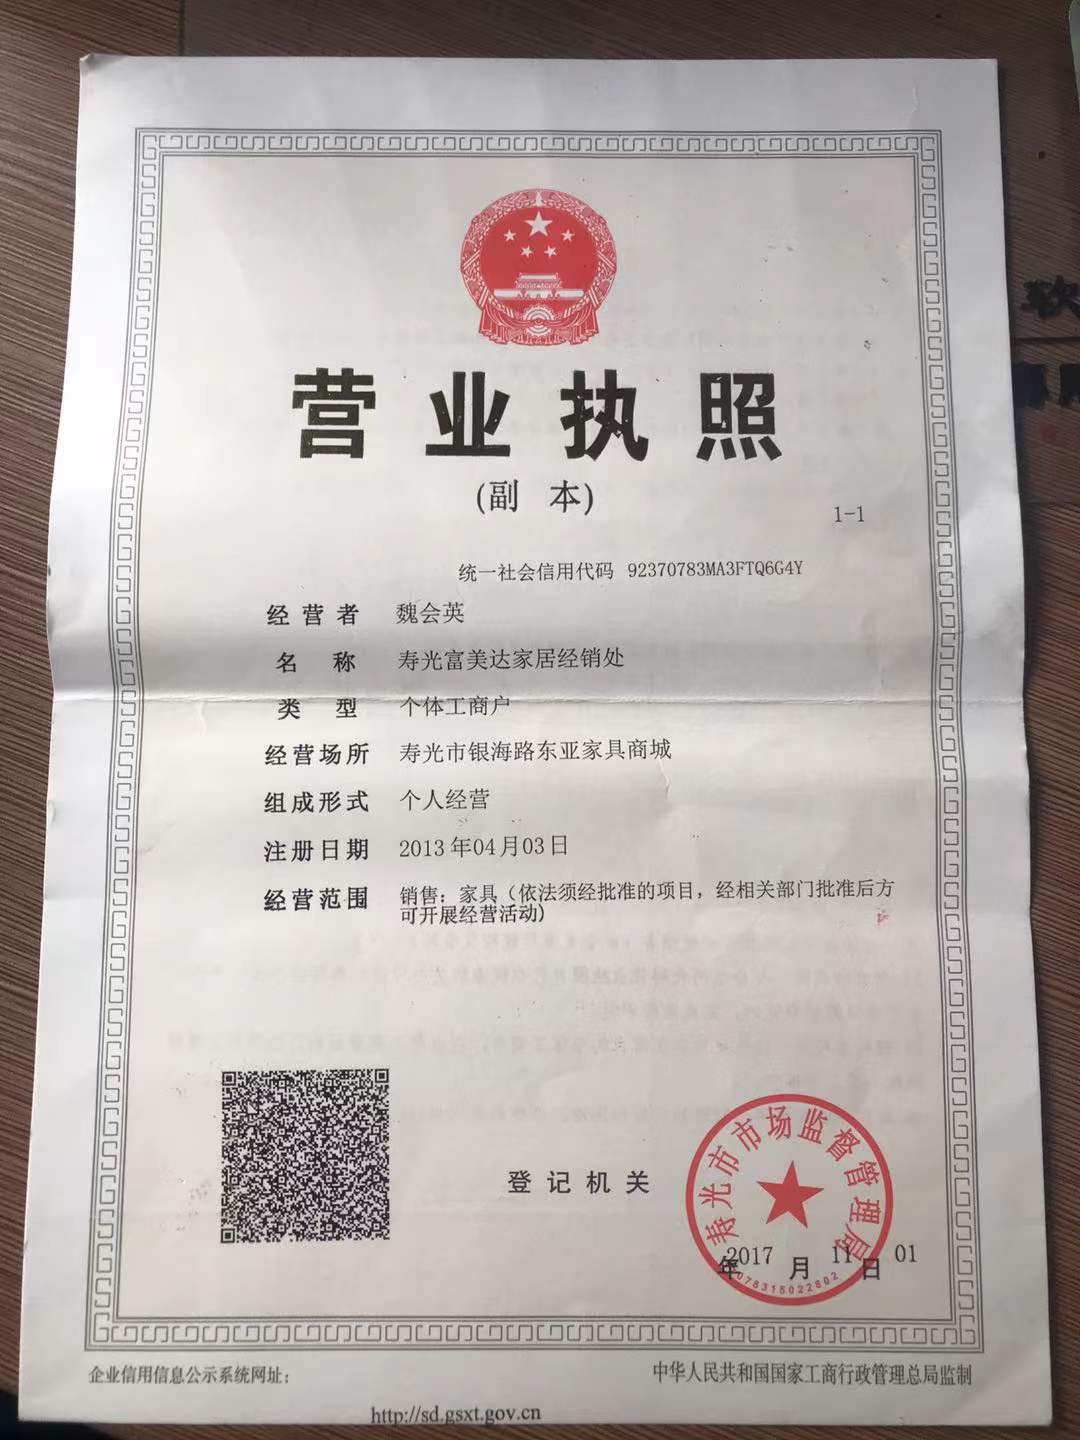 营业执照
(副 本)
1-1
统一社会信用代码 92370783MA3FTQ6G4Y
经营者 魏会英
名称 寿光富美达家居经销处
类型 个体工商户
经营场所 寿光市银海路东亚家具商城
组成形式 个人经营
注册日期 2013年04月03日
经营范围 销售：家具（依法须经批准的项目，经相关部门批准后方
可开展经营活动）
寿光市市场监督管理局
登记机关
2017年11月01日
企业信用信息公示系统网址：
http://sd.gsxt.gov.cn
中华人民共和国国家工商行政管理总局监制